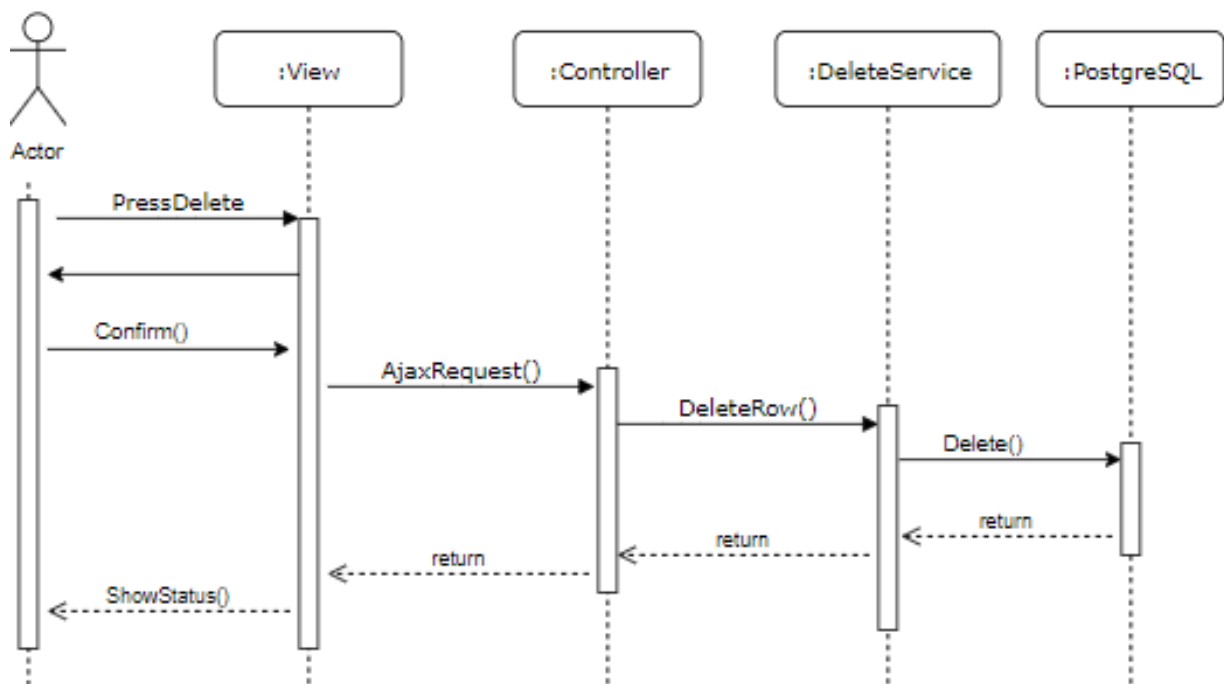 :View
:Controller
:DeleteService
:PostgreSQL
Actor
PressDelete
Confirm()
AjaxRequest()
DeleteRow()
Delete()
return
return
return
ShowStatus()